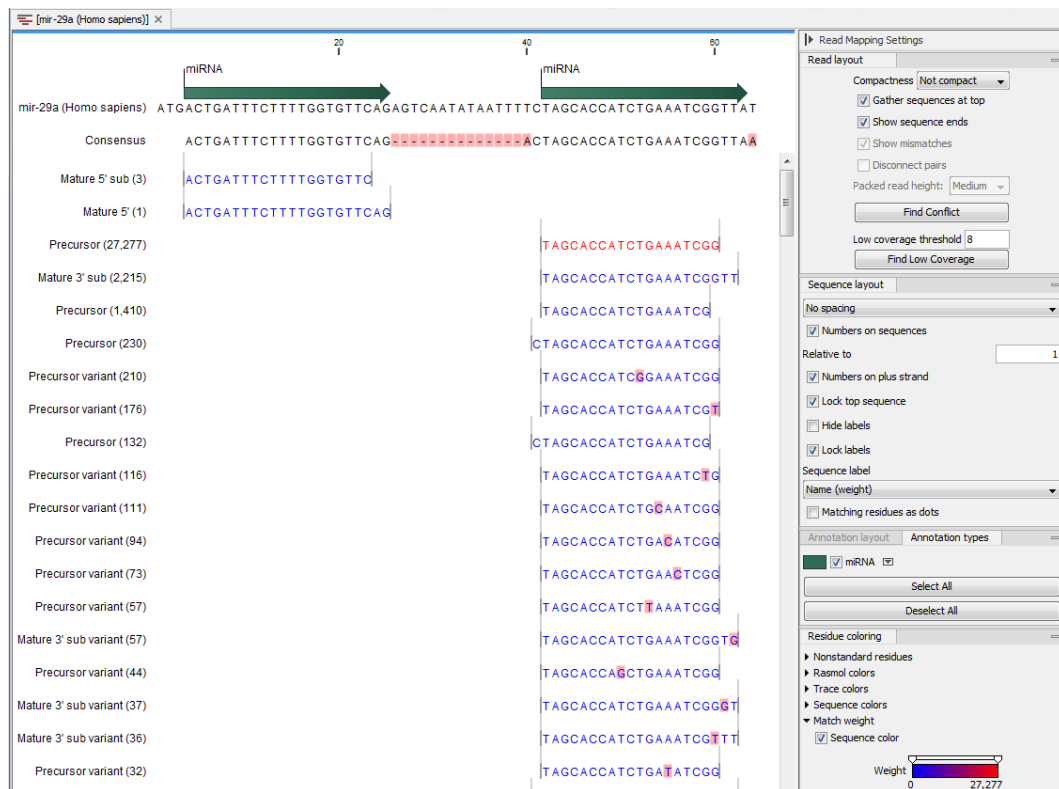 [mir-29a (Homo sapiens)]
20 40 60
miRNA miRNA
mir-29a (Homo sapiens) ATGACTGATTTCTTTTGGTGTTCAGAGTCAATATAATTTTCTAGCACCATCTGAAATCGGTTAT
Consensus ACTGATTTCTTTTGGTGTTCAG--------------ACTAGCACCATCTGAAATCGGTTAA
Mature 5' sub (3) ACTGATTTCTTTTGGTGTTC
Mature 5' (1) ACTGATTTCTTTTGGTGTTCAG
Precursor (27,277) TAGCACCATCTGAAATCGG
Mature 3' sub (2,215) TAGCACCATCTGAAATCGGTT
Precursor (1,410) TAGCACCATCTGAAATCG
Precursor (230) CTAGCACCATCTGAAATCGG
Precursor variant (210) TAGCACCATCGGAAATCGG
Precursor variant (176) TAGCACCATCTGAAATCGT
Precursor (132) CTAGCACCATCTGAAATCG
Precursor variant (116) TAGCACCATCTGAAATCTG
Precursor variant (111) TAGCACCATCTGCAATCGG
Precursor variant (94) TAGCACCATCTGACATCGG
Precursor variant (73) TAGCACCATCTGAACTCGG
Precursor variant (57) TAGCACCATCTTAAATCGG
Mature 3' sub variant (57) TAGCACCATCTGAAATCGGTG
Precursor variant (44) TAGCACCAGCTGAAATCGG
Mature 3' sub variant (37) TAGCACCATCTGAAATCGGGT
Mature 3' sub variant (36) TAGCACCATCTGAAATCGTTT
Precursor variant (32) TAGCACCATCTGATATCGG
Read Mapping Settings
Read layout
Compactness Not compact
Gather sequences at top
Show sequence ends
Show mismatches
Disconnect pairs
Packed read height: Medium
Find Conflict
Low coverage threshold 8
Find Low Coverage
Sequence layout
No spacing
Numbers on sequences
Relative to 1
Numbers on plus strand
Lock top sequence
Hide labels
Lock labels
Sequence label
Name (weight)
Matching residues as dots
Annotation layout Annotation types
miRNA
Select All
Deselect All
Residue coloring
Nonstandard residues
Rasmol colors
Trace colors
Sequence colors
Match weight
Sequence color
Weight
0 27,277